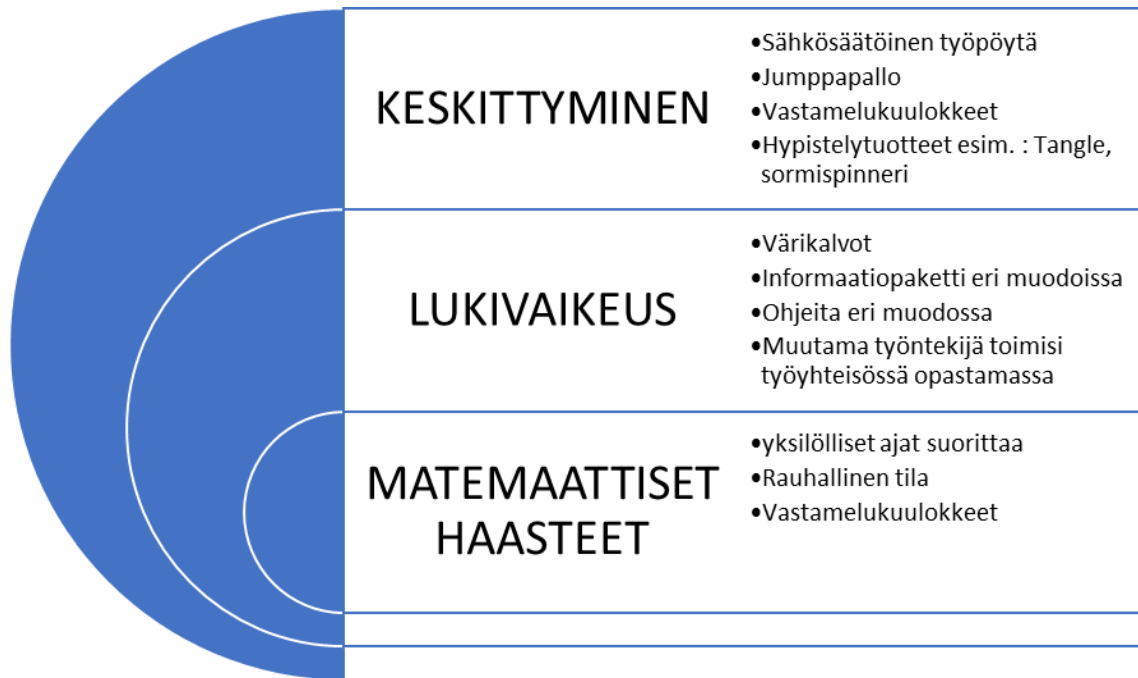 KESKITTYMINEN
•Sähkösäätöinen työpöytä
•Jumppapallo
•Vastamelukuulokkeet
•Hypistelytuotteet esim. : Tangle,
sormispinneri
LUKIVAIKEUS
•Värikalvot
•Informaatiopaketti eri muodoissa
•Ohjeita eri muodossa
•Muutama työntekijä toimisi
työyhteisössä opastamassa
MATEMAATTISET
HAASTEET
•yksilölliset ajat suorittaa
•Rauhallinen tila
•Vastamelukuulokkeet